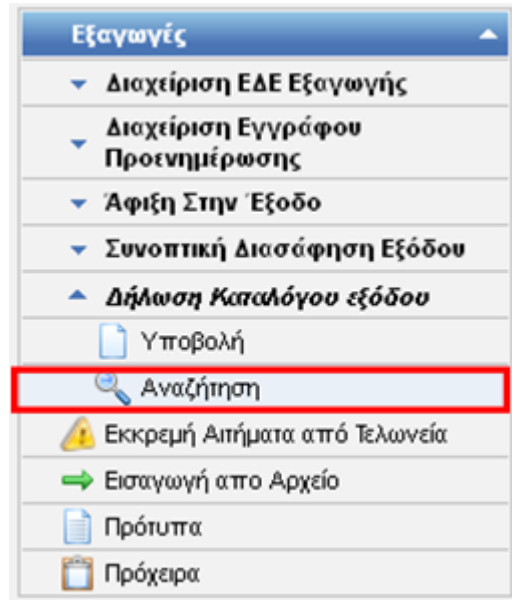 Εξαγωγές
Διαχείριση ΕΔΕ Εξαγωγής
Διαχείριση Εγγράφου
Προενημέρωσης
Άφιξη Στην Έξοδο
Συνοπτική Διασάφηση Εξόδου
Δήλωση Καταλόγου εξόδου
Υποβολή
Αναζήτηση
Εκκρεμή Αιτήματα από Τελωνεία
Εισαγωγή απο Αρχείο
Πρότυπα
Πρόχειρα